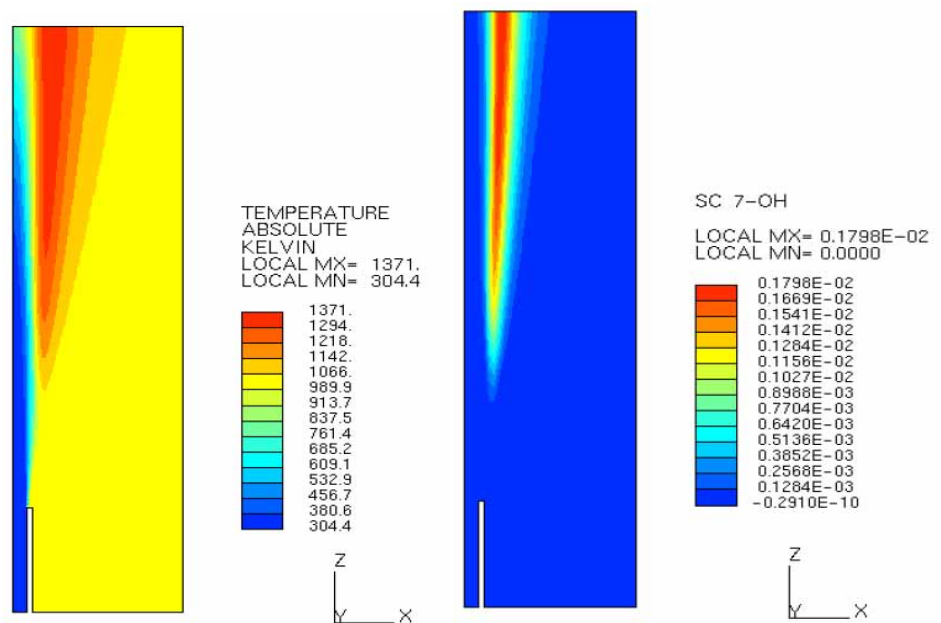 TEMPERATURE
ABSOLUTE
KELVIN
LOCAL MX= 1371.
LOCAL MN= 304.4
1371.
1294.
1218.
1142.
1066.
989.9
913.7
837.5
761.4
685.2
609.1
532.9
456.7
380.6
304.4
Z
Y X
SC 7-OH
LOCAL MX= 0.1798E-02
LOCAL MN= 0.0000
0.1798E-02
0.1669E-02
0.1541E-02
0.1412E-02
0.1284E-02
0.1156E-02
0.1027E-02
0.8988E-03
0.7704E-03
0.6420E-03
0.5136E-03
0.3852E-03
0.2568E-03
0.1284E-03
-0.2910E-10
Z
Y X